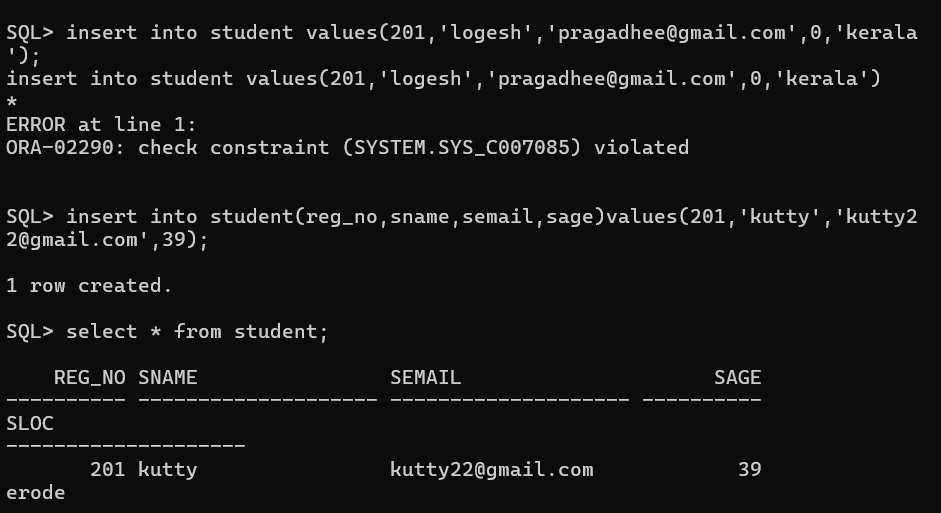 SQL> insert into student values(201,'logesh','pragadhee@gmail.com',0,'kerala
');
insert into student values(201,'logesh','pragadhee@gmail.com',0,'kerala')
*
ERROR at line 1:
ORA-02290: check constraint (SYSTEM.SYS_C007085) violated
SQL> insert into student(reg_no,sname,semail,sage)values(201,'kutty','kutty2
2@gmail.com',39);
1 row created.
SQL> select * from student;
    REG_NO SNAME                SEMAIL                     SAGE
---------- -------------------- -------------------- ----------
SLOC
--------------------
       201 kutty                kutty22@gmail.com            39
erode